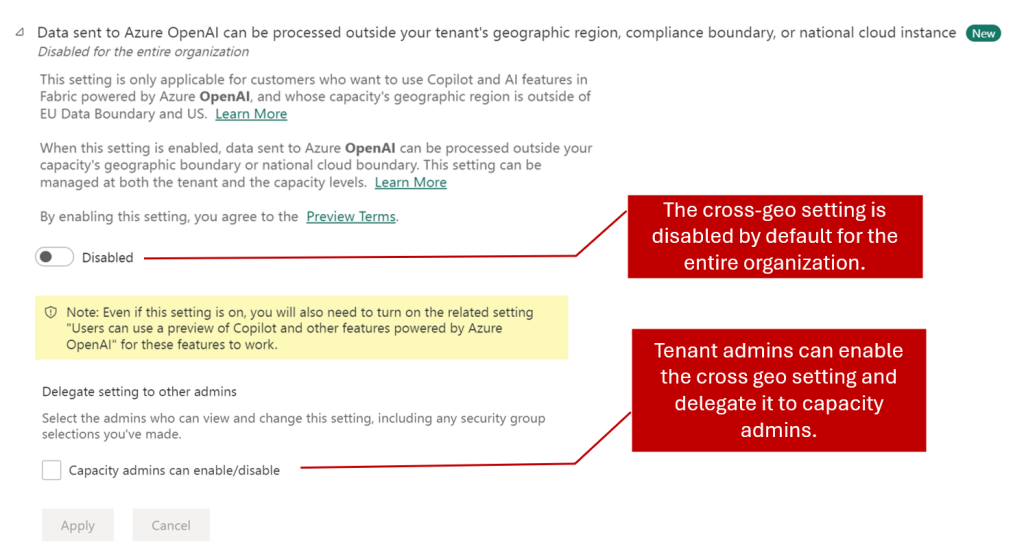 Data sent to Azure OpenAI can be processed outside your tenant's geographic region, compliance boundary, or national cloud instance New
Disabled for the entire organization
This setting is only applicable for customers who want to use Copilot and AI features in
Fabric powered by Azure OpenAI, and whose capacity's geographic region is outside of
EU Data Boundary and US. Learn More
When this setting is enabled, data sent to Azure OpenAI can be processed outside your
capacity's geographic boundary or national cloud boundary. This setting can be
managed at both the tenant and the capacity levels. Learn More
By enabling this setting, you agree to the Preview Terms.
Disabled
The cross-geo setting is
disabled by default for the
entire organization.
Note: Even if this setting is on, you will also need to turn on the related setting
"Users can use a preview of Copilot and other features powered by Azure
OpenAI" for these features to work.
Tenant admins can enable
the cross geo setting and
delegate it to capacity
admins.
Delegate setting to other admins
Select the admins who can view and change this setting, including any security group
selections you've made.
Capacity admins can enable/disable
Apply
Cancel